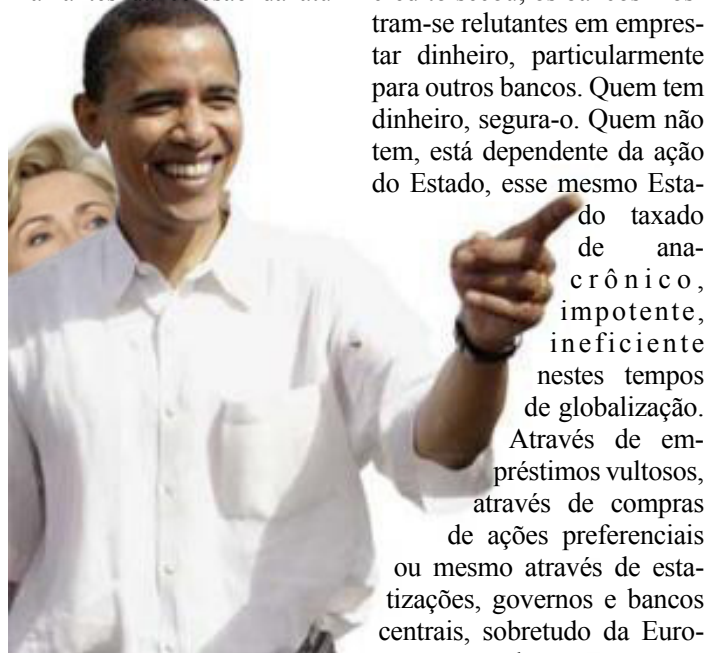 tram-se relutantes em empres-
tar dinheiro, particularmente
para outros bancos. Quem tem
dinheiro, segura-o. Quem não
tem, está dependente da ação
do Estado, esse mesmo Esta-
do taxado
de ana-
crônico,
impotente,
ineficiente
nestes tempos
de globalização.
Através de em-
préstimos vultosos,
através de compras
de ações preferenciais
ou mesmo através de esta-
tizações, governos e bancos
centrais, sobretudo da Euro-